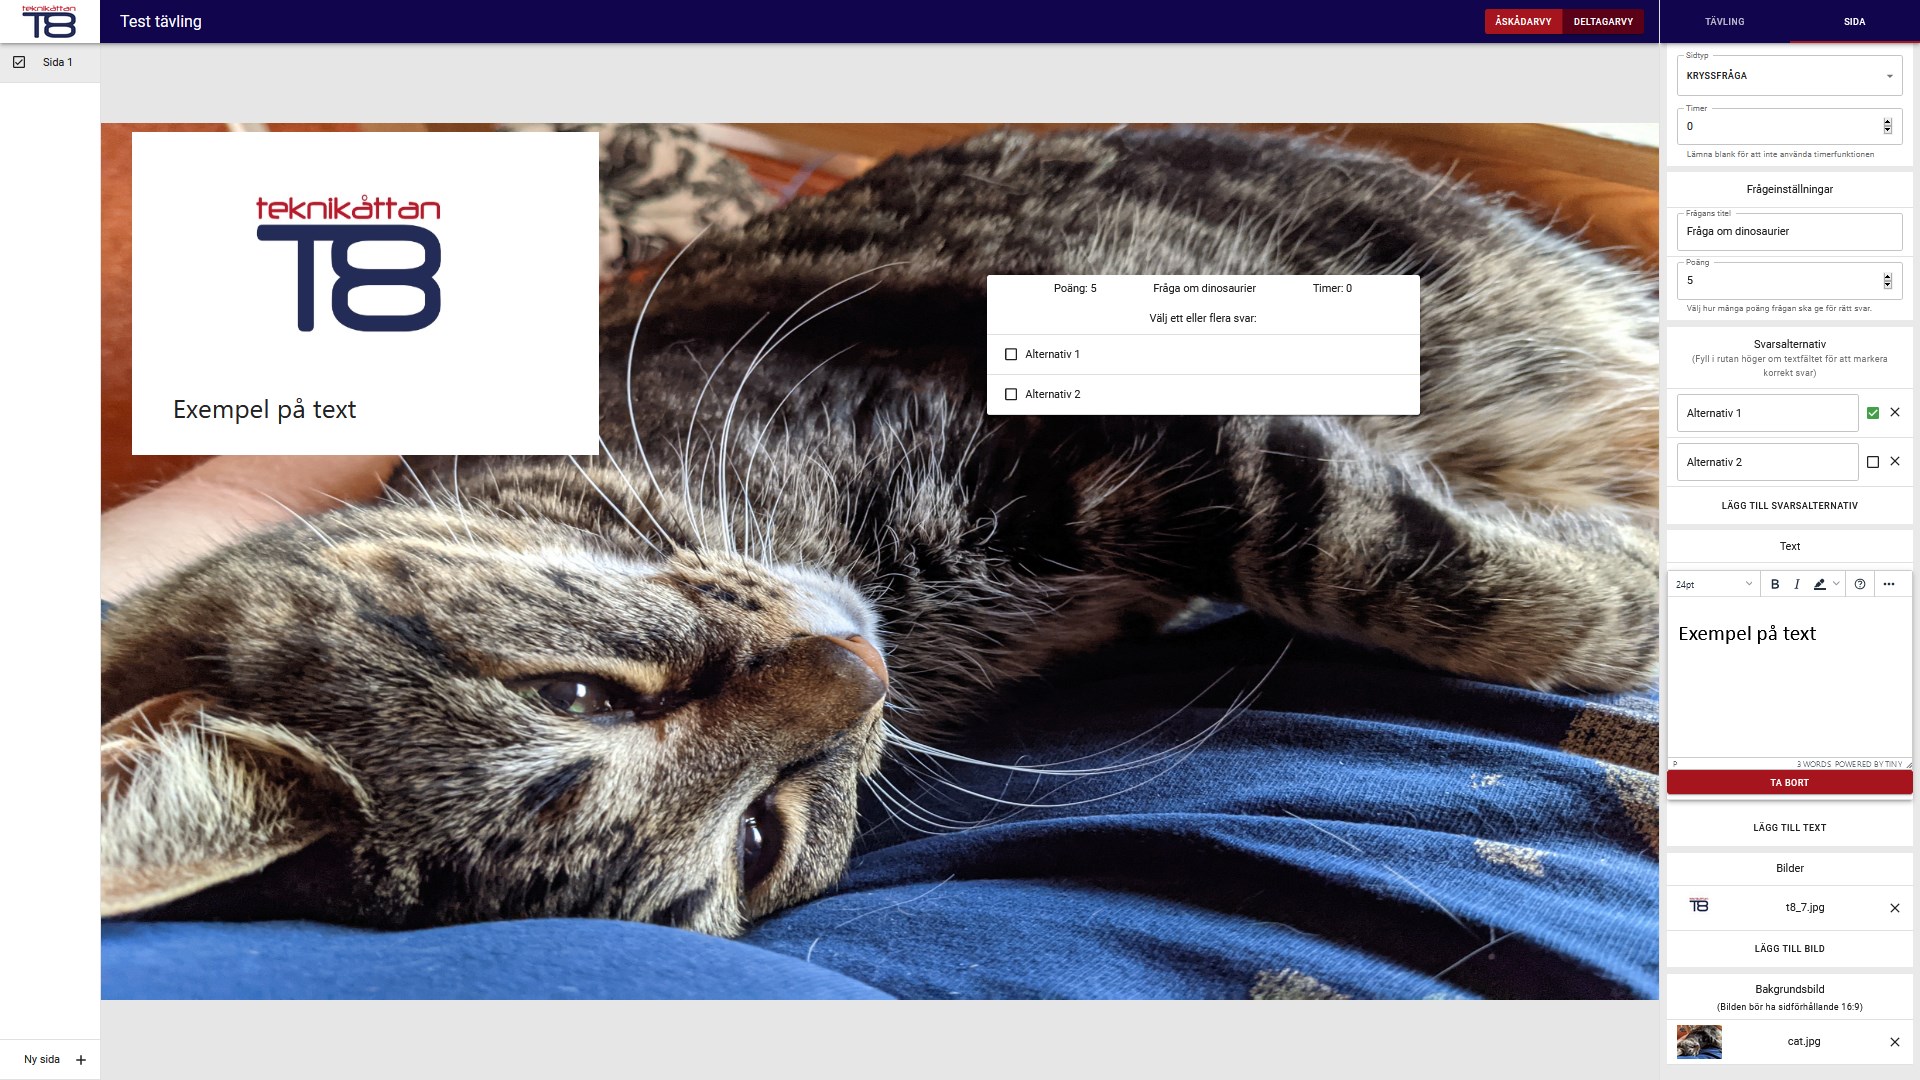 teknikåttan
T8
Test tävling
ÅSKÅDARVY
DELTAGARVY
TÄVLING
SIDA
Sida 1
Ny sida
teknikåttan
T8
Exempel på text
Poäng: 5
Fråga om dinosaurier
Timer: 0
Välj ett eller flera svar:
Alternativ 1
Alternativ 2
Sidtyp
KRYSSFRÅGA
Timer
0
Lämna blank för att inte använda timerfunktionen
Frågeinställningar
Frågans titel
Fråga om dinosaurier
Poäng
5
Välj hur många poäng frågan ska ge för rätt svar.
Svarsalternativ
(Fyll i rutan höger om textfältet för att markera
korrekt svar)
Alternativ 1
Alternativ 2
LÄGG TILL SVARSALTERNATIV
Text
24pt
B I
Exempel på text
P
3 WORDS POWERED BY TINY
TA BORT
LÄGG TILL TEXT
Bilder
T8
t8_7.jpg
LÄGG TILL BILD
Bakgrundsbild
(Bilden bör ha sidförhållande 16:9)
cat.jpg